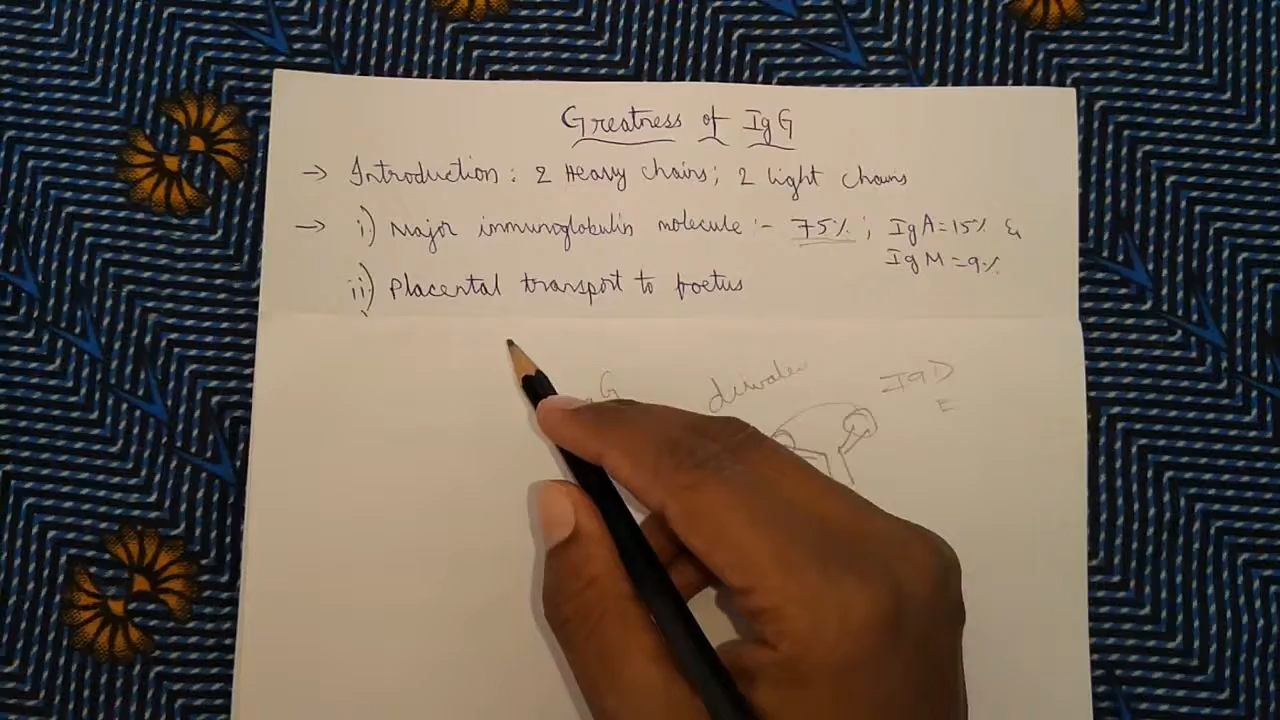 Greatness of IgG
→ Introduction: 2 Heavy chains; 2 light chains
→ i) Major immunoglobulin molecule :- 75%; IgA=15% &
IgM=9%
ii) Placental transport to foetus
G
IgD
E